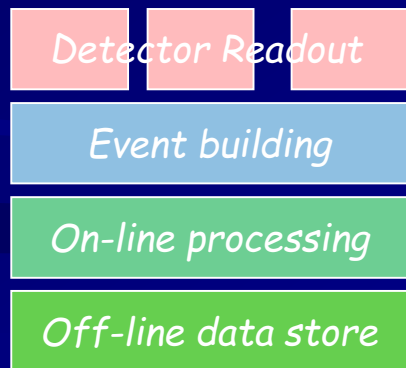 Detector Readout
Event building
On-line processing
Off-line data store